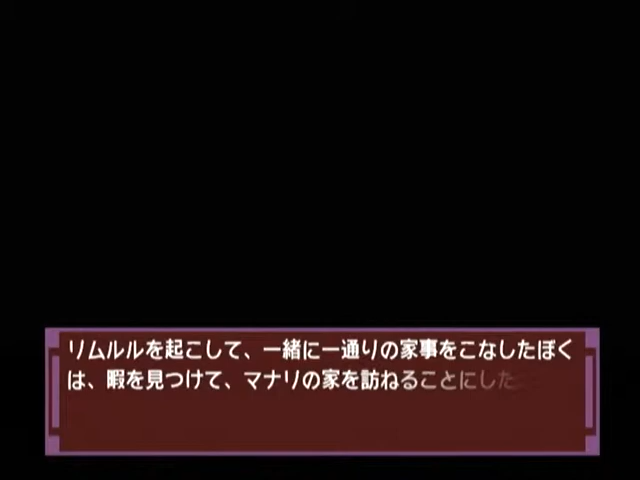 リムルルを起こして、一緒に一通りの家事をこなしたぼく
は、暇を見つけて、マナリの家を訪ねることにした